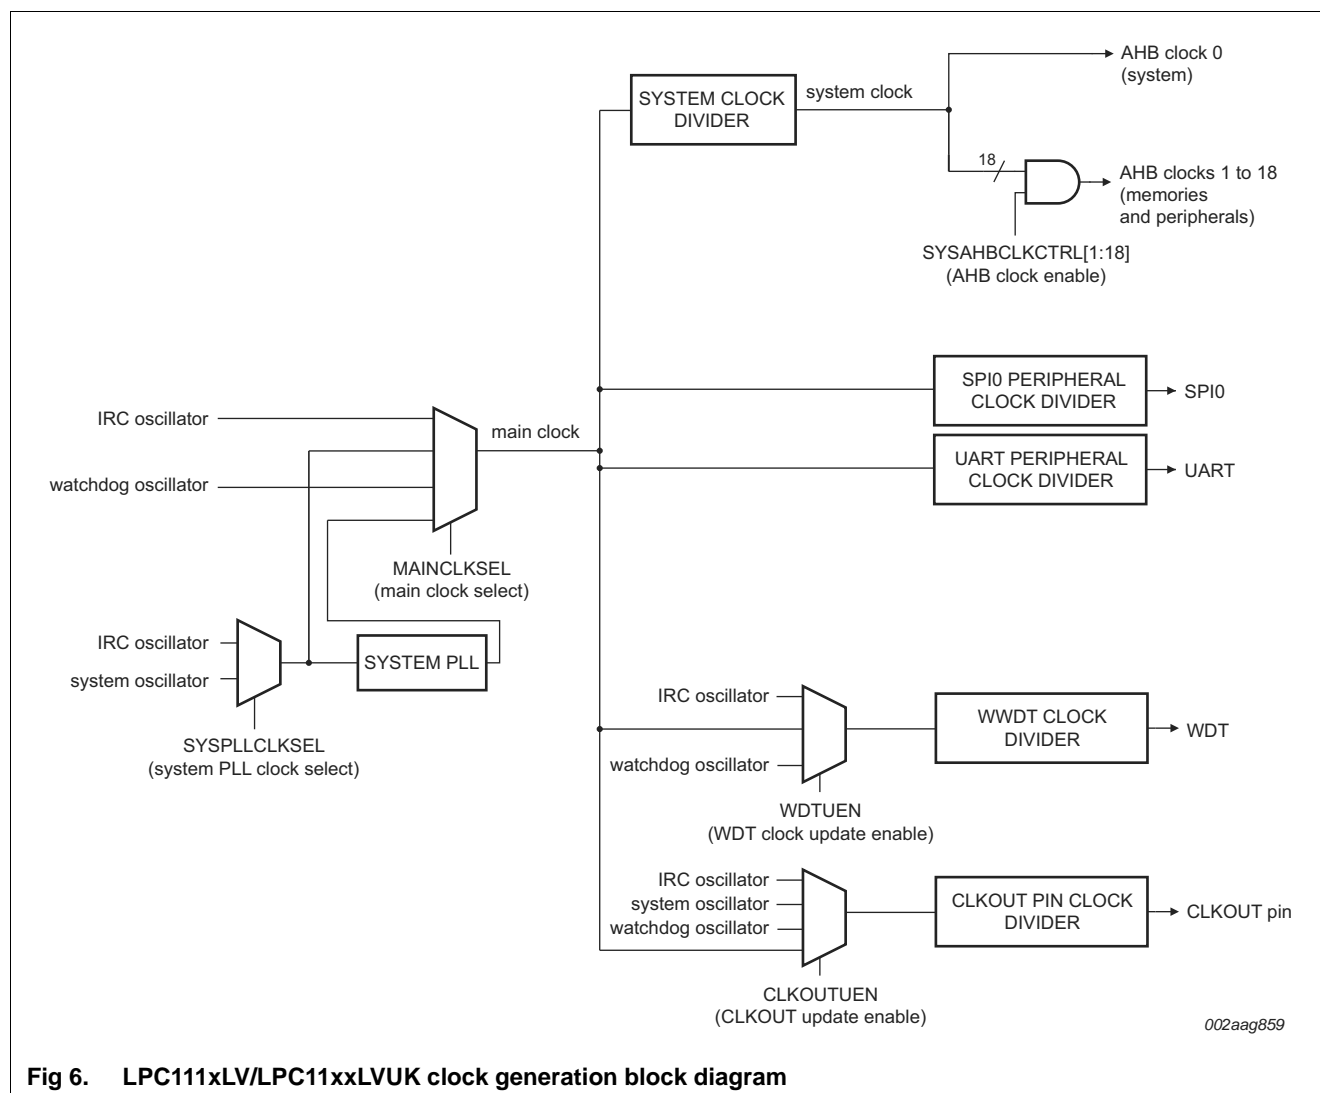 AHB clock 0
(system)
SYSTEM CLOCK
DIVIDER
system clock
18
AHB clocks 1 to 18
(memories
and peripherals)
SYSAHBCLKCTRL[1:18]
(AHB clock enable)
SPI0 PERIPHERAL
CLOCK DIVIDER
SPI0
IRC oscillator
main clock
UART PERIPHERAL
CLOCK DIVIDER
UART
watchdog oscillator
MAINCLKSEL
(main clock select)
IRC oscillator
system oscillator
SYSTEM PLL
SYSPLLCLKSEL
(system PLL clock select)
IRC oscillator
watchdog oscillator
WWDT CLOCK
DIVIDER
WDT
WDTUEN
(WDT clock update enable)
IRC oscillator
system oscillator
watchdog oscillator
CLKOUT PIN CLOCK
DIVIDER
CLKOUT pin
CLKOUTUEN
(CLKOUT update enable)
002aag859
Fig 6. LPC111xLV/LPC11xxLVUK clock generation block diagram